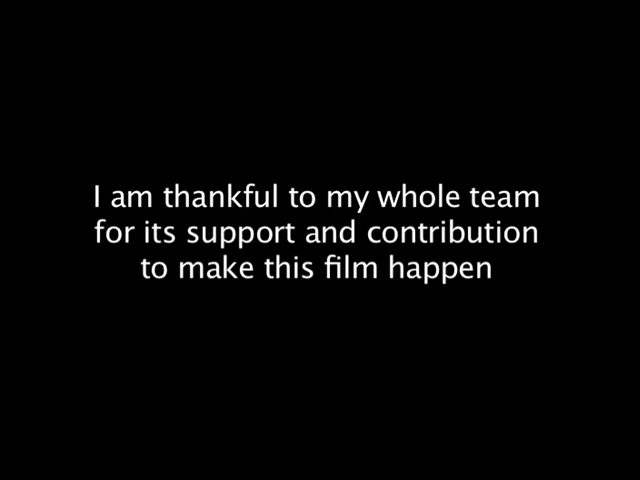 I am thankful to my whole team
for its support and contribution
to make this film happen